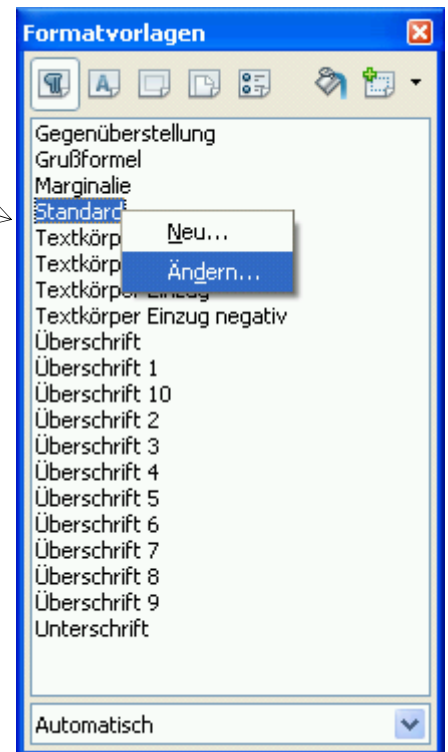 Formatvorlagen
Gegenüberstellung
Grußformel
Marginalie
Standard
Neu...
Textkörp
Ändern...
Textkörp
Textkörper Einzug
Textkörper Einzug negativ
Überschrift
Überschrift 1
Überschrift 10
Überschrift 2
Überschrift 3
Überschrift 4
Überschrift 5
Überschrift 6
Überschrift 7
Überschrift 8
Überschrift 9
Unterschrift
Automatisch